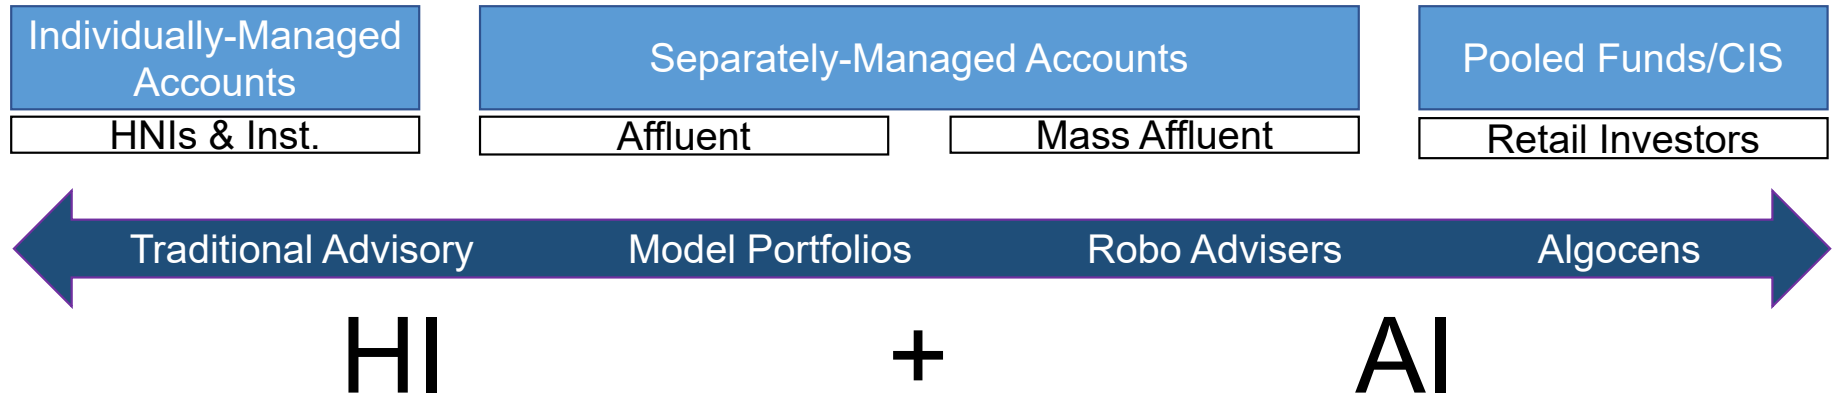 Individually-Managed
Accounts
Separately-Managed Accounts
Pooled Funds/CIS
HNIs & Inst.
Affluent
Mass Affluent
Retail Investors
Traditional Advisory
Model Portfolios
Robo Advisers
Algocens
HI
+
AI